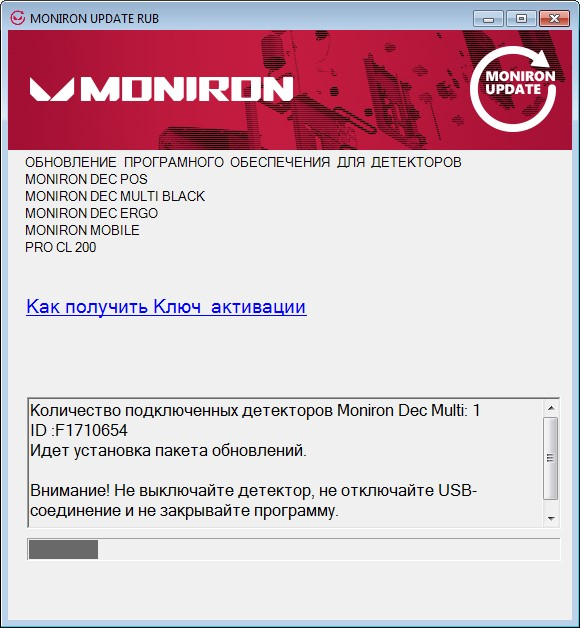 MONIRON UPDATE RUB
MONIRON
MONIRON
UPDATE
ОБНОВЛЕНИЕ ПРОГРАМНОГО ОБЕСПЕЧЕНИЯ ДЛЯ ДЕТЕКТОРОВ
MONIRON DEC POS
MONIRON DEC MULTI BLACK
MONIRON DEC ERGO
MONIRON MOBILE
PRO CL 200
Как получить Ключ активации
Количество подключенных детекторов Moniron Dec Multi: 1
ID :F1710654
Идет установка пакета обновлений.
Внимание! Не выключайте детектор, не отключайте USB-
соединение и не закрывайте программу.